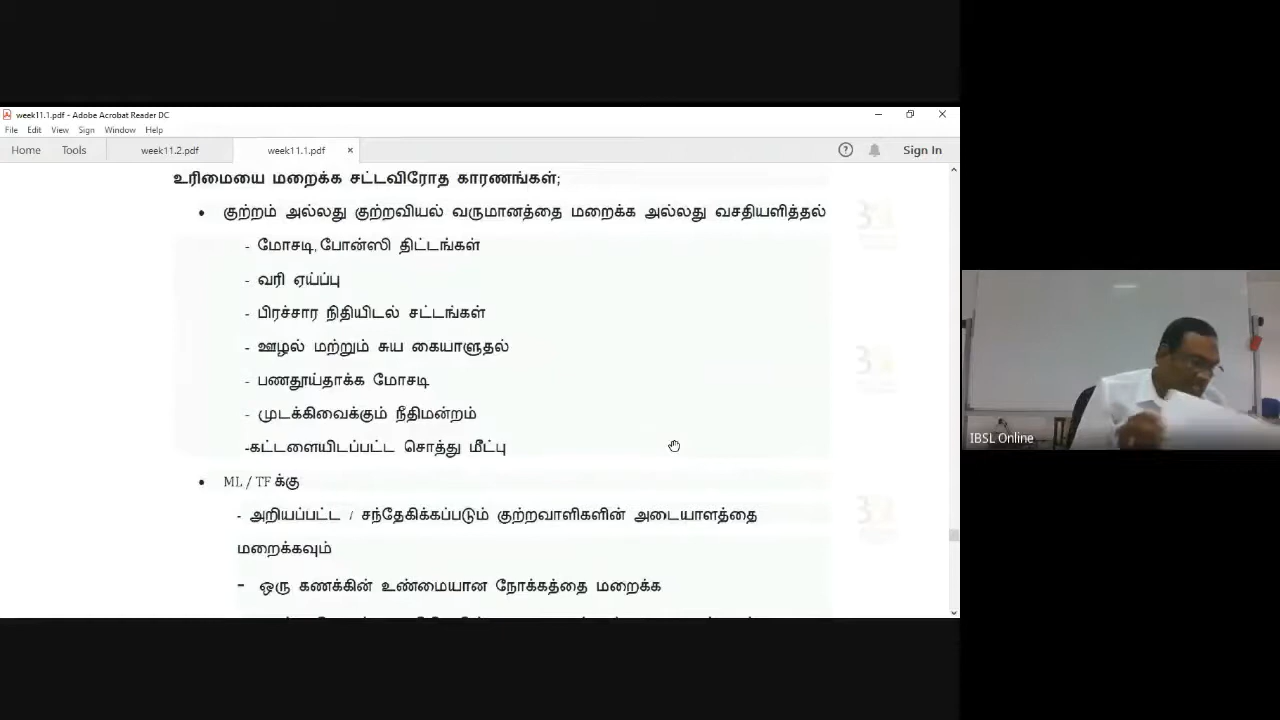 week11.1.pdf - Adobe Acrobat Reader DC
File Edit View Sign Window Help
Home Tools week11.2.pdf week11.1.pdf × ? Sign In
உரிமையை மறைக்க சட்டவிரோத காரணங்கள்;
• குற்றம் அல்லது குற்றவியல் வருமானத்தை மறைக்க அல்லது வசதியளித்தல்
- மோசடி, போன்ஸி திட்டங்கள்
- வரி ஏய்ப்பு
- பிரச்சார நிதியிடல் சட்டங்கள்
- ஊழல் மற்றும் சுய கையாளுதல்
- பணதூய்தாக்க மோசடி
- முடக்கிவைக்கும் நீதிமன்றம்
-கட்டளையிடப்பட்ட சொத்து மீட்பு
• ML / TFக்கு
- அறியப்பட்ட / சந்தேகிக்கப்படும் குற்றவாளிகளின் அடையாளத்தை
மறைக்கவும்
- ஒரு கணக்கின் உண்மையான நோக்கத்தை மறைக்க
IBSL Online